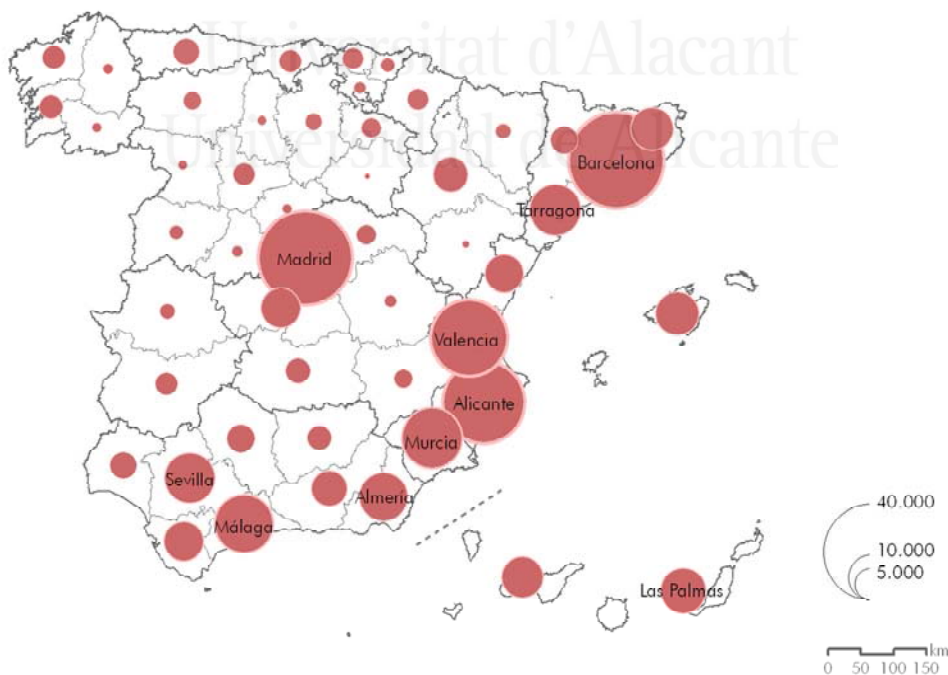 Universitat d'Alacant
Universidad de Alicante
Barcelona
Tarragona
Madrid
Valencia
Alicante
Murcia
Sevilla
Almería
Málaga
Las Palmas
40.000
10.000
5.000
km
0 50 100 150